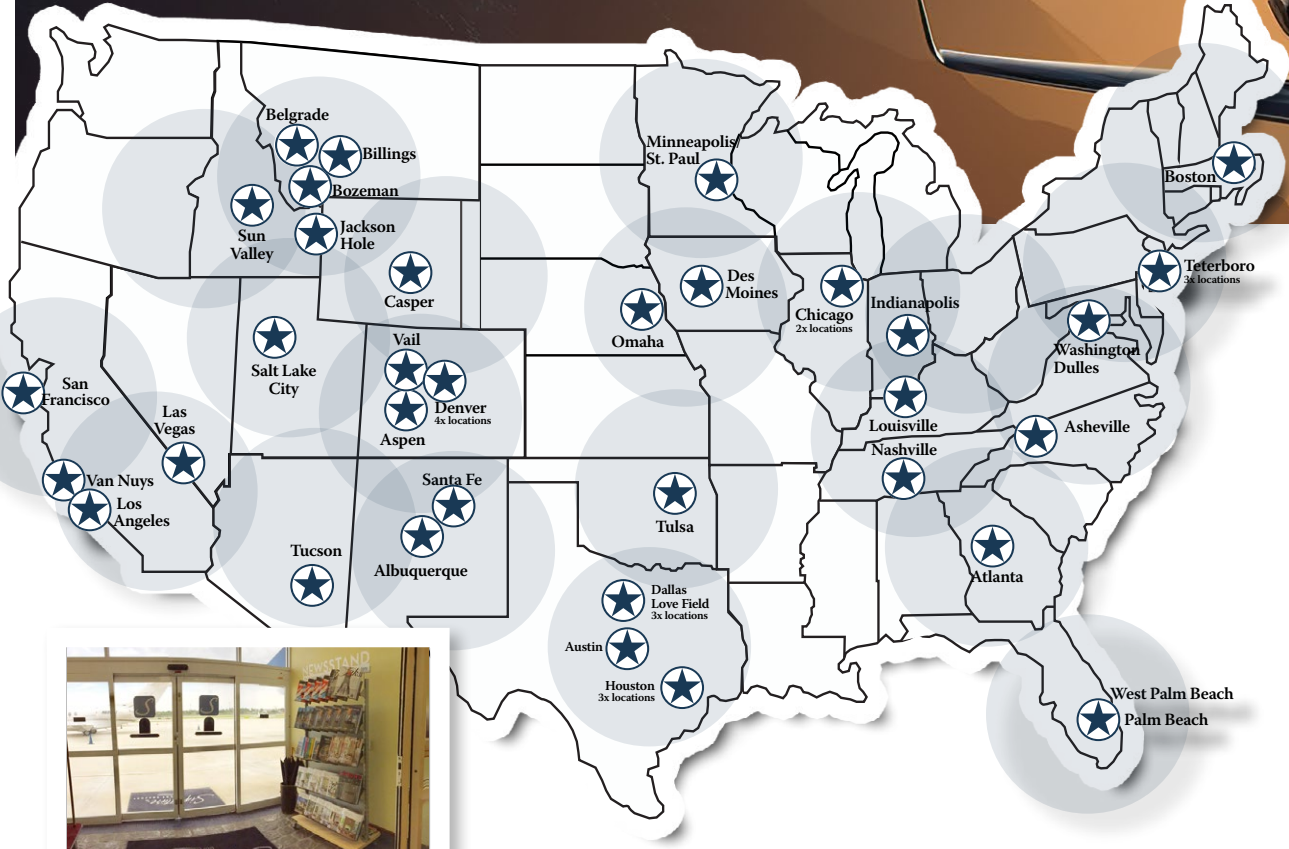 Belgrade
Billings
Bozeman
Sun
Valley
Jackson
Hole
Casper
Minneapolis/
St. Paul
Boston
Teterboro
3x locations
Des
Moines
Omaha
Chicago
2x locations
Indianapolis
Washington
Dulles
Salt Lake
City
Vail
Denver
4x locations
Aspen
San
Francisco
Las
Vegas
Van Nuys
Los
Angeles
Louisville
Nashville
Asheville
Santa Fe
Albuquerque
Tucson
Tulsa
Atlanta
Dallas
Love Field
3x locations
Austin
Houston
3x locations
West Palm Beach
Palm Beach
NEWSSTAND